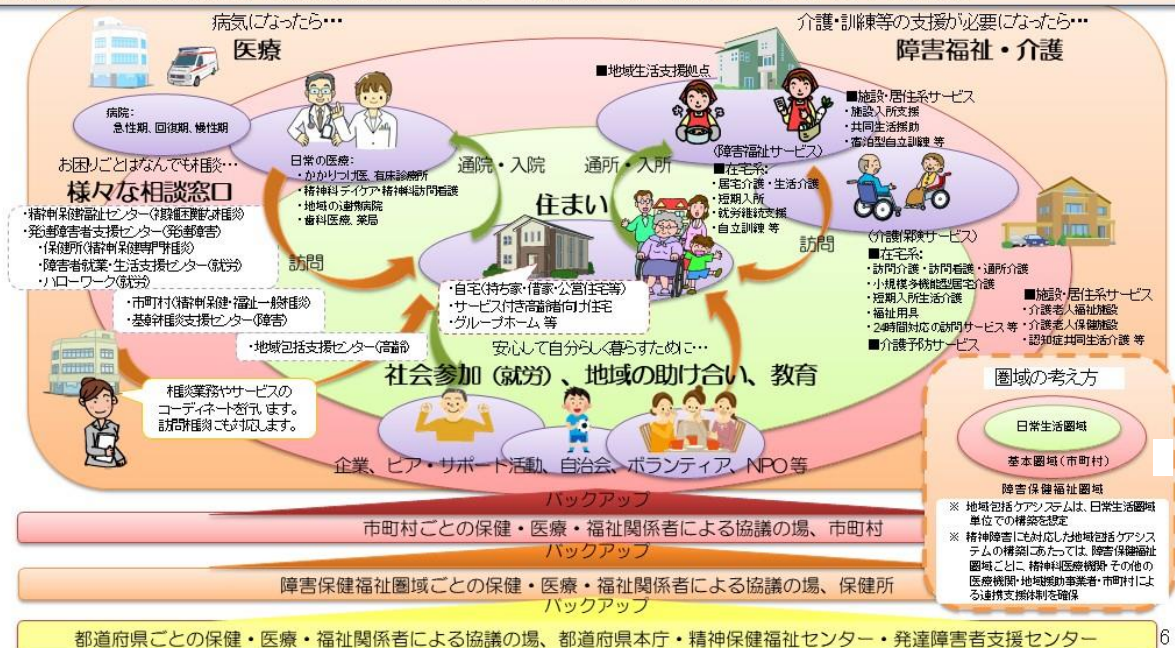 病気になったら…
医療
病院:
急性期、回復期、慢性期
日常の医療:
・かかりつけ医、有床診療所
・精神科デイケア・精神科訪問看護
・地域の連携病院
・歯科医療、薬局
介護・訓練等の支援が必要になったら…
障害福祉・介護
■地域生活支援拠点
■施設・居住系サービス
・施設入所支援
・共同生活援助
・宿泊型自立訓練 等
(障害福祉サービス)
■在宅系:
・居宅介護・生活介護
・短期入所
・就労継続支援
・自立訓練 等
(介護保険サービス)
■在宅系:
・訪問介護・訪問看護・通所介護
・小規模多機能型居宅介護
・短期入所生活介護
・福祉用具
・24時間対応の訪問サービス 等
■介護予防サービス
■施設・居住系サービス
・介護老人福祉施設
・介護老人保健施設
・認知症共同生活介護 等
お困りごとはなんでも相談…
様々な相談窓口
・精神保健福祉センター(複雑困難な相談)
・発達障害者支援センター(発達障害)
・保健所(精神保健専門相談)
・障害者就業・生活支援センター(就労)
・ハローワーク(就労)
・市町村(精神保健・福祉一般相談)
・基幹相談支援センター(障害)
・地域包括支援センター(高齢)
通院・入院
通所・入所
訪問
訪問
住まい
・自宅(持ち家・借家・公営住宅等)
・サービス付き高齢者向け住宅
・グループホーム 等
相談業務やサービスの
コーディネートを行います。
訪問相談にも対応します。
安心して自分らしく暮らすために…
社会参加(就労)、地域の助け合い、教育
企業、ピア・サポート活動、自治会、ボランティア、NPO等
圏域の考え方
日常生活圏域
基本圏域(市町村)
障害保健福祉圏域
※ 地域包括ケアシステムは、日常生活圏域
単位での構築を想定
※ 精神障害にも対応した地域包括ケアシス
テムの構築にあたっては、障害保健福祉
圏域ごとに、精神科医療機関・その他の
医療機関・地域援助事業者・市町村によ
る連携支援体制を確保
バックアップ
市町村ごとの保健・医療・福祉関係者による協議の場、市町村
バックアップ
障害保健福祉圏域ごとの保健・医療・福祉関係者による協議の場、保健所
バックアップ
都道府県ごとの保健・医療・福祉関係者による協議の場、都道府県本庁・精神保健福祉センター・発達障害者支援センター
6